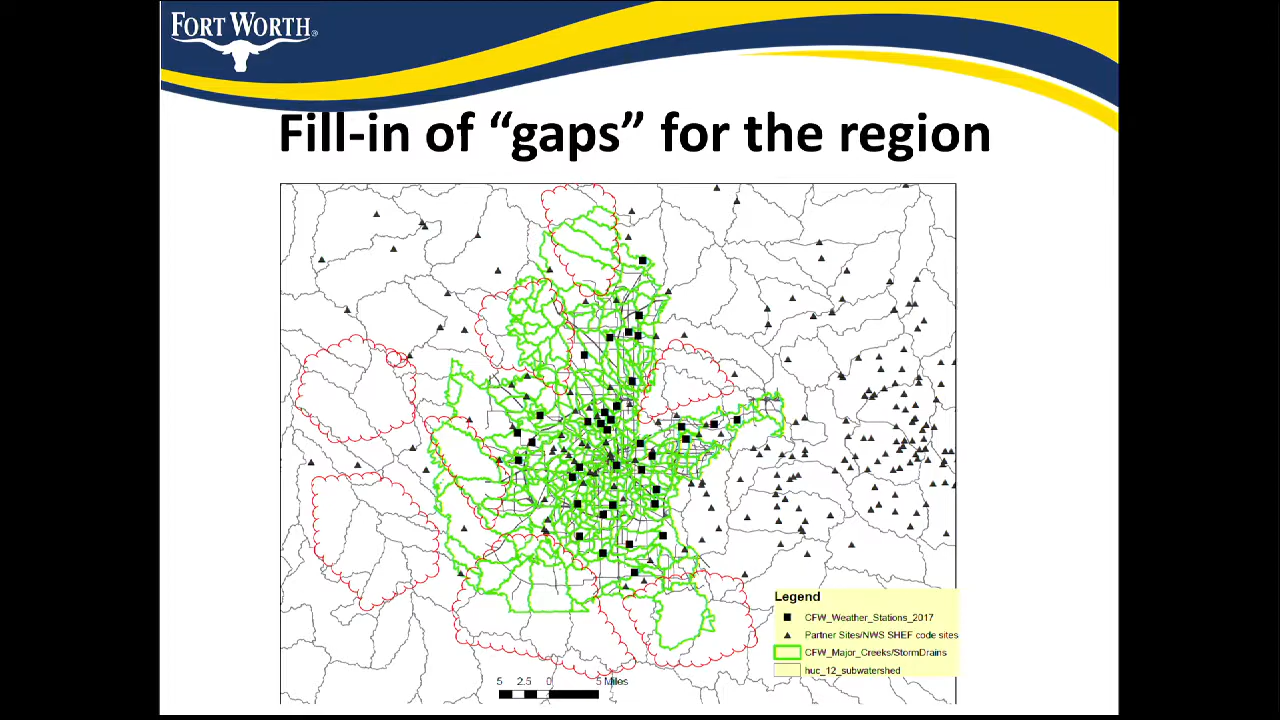 FORT WORTH®
Fill-in of “gaps” for the region
Legend
CFW_Weather_Stations_2017
Partner Sites/NWS SHEF code sites
CFW_Major_Creeks/StormDrains
huc_12_subwatershed
5 2.5 0 5 Miles